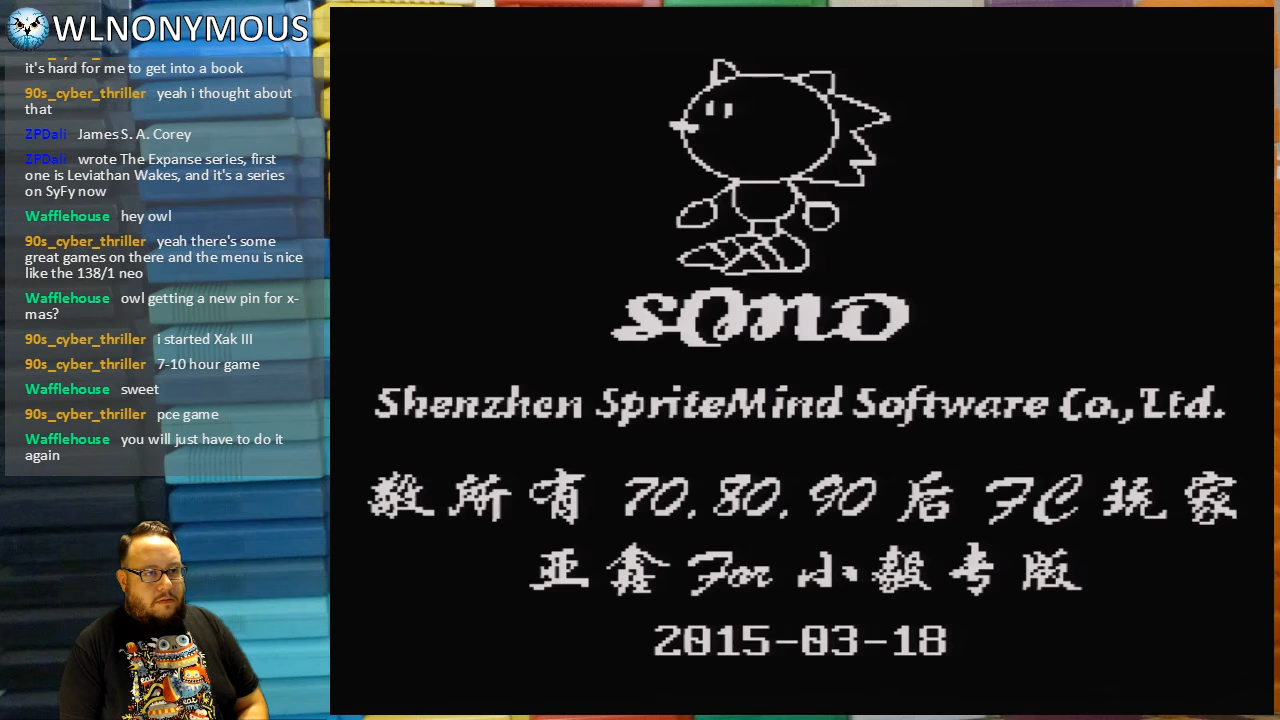 WLNONYMOUS
it's hard for me to get into a book
90s_cyber_thriller yeah i thought about
that
ZPDali James S. A. Corey
ZPDali wrote The Expanse series, first
one is Leviathan Wakes, and it's a series
on SyFy now
Wafflehouse hey owl
90s_cyber_thriller yeah there's some
great games on there and the menu is nice
like the 138/1 neo
Wafflehouse owl getting a new pin for x-
mas?
90s_cyber_thriller i started Xak III
90s_cyber_thriller 7-10 hour game
Wafflehouse sweet
90s_cyber_thriller pce game
Wafflehouse you will just have to do it
again
sONO
Shenzhen SpriteMind Software Co.,Ltd.
敬所有 70, 80, 90 后 FC 玩家
亚鑫 For 小毅专版
2015-03-18